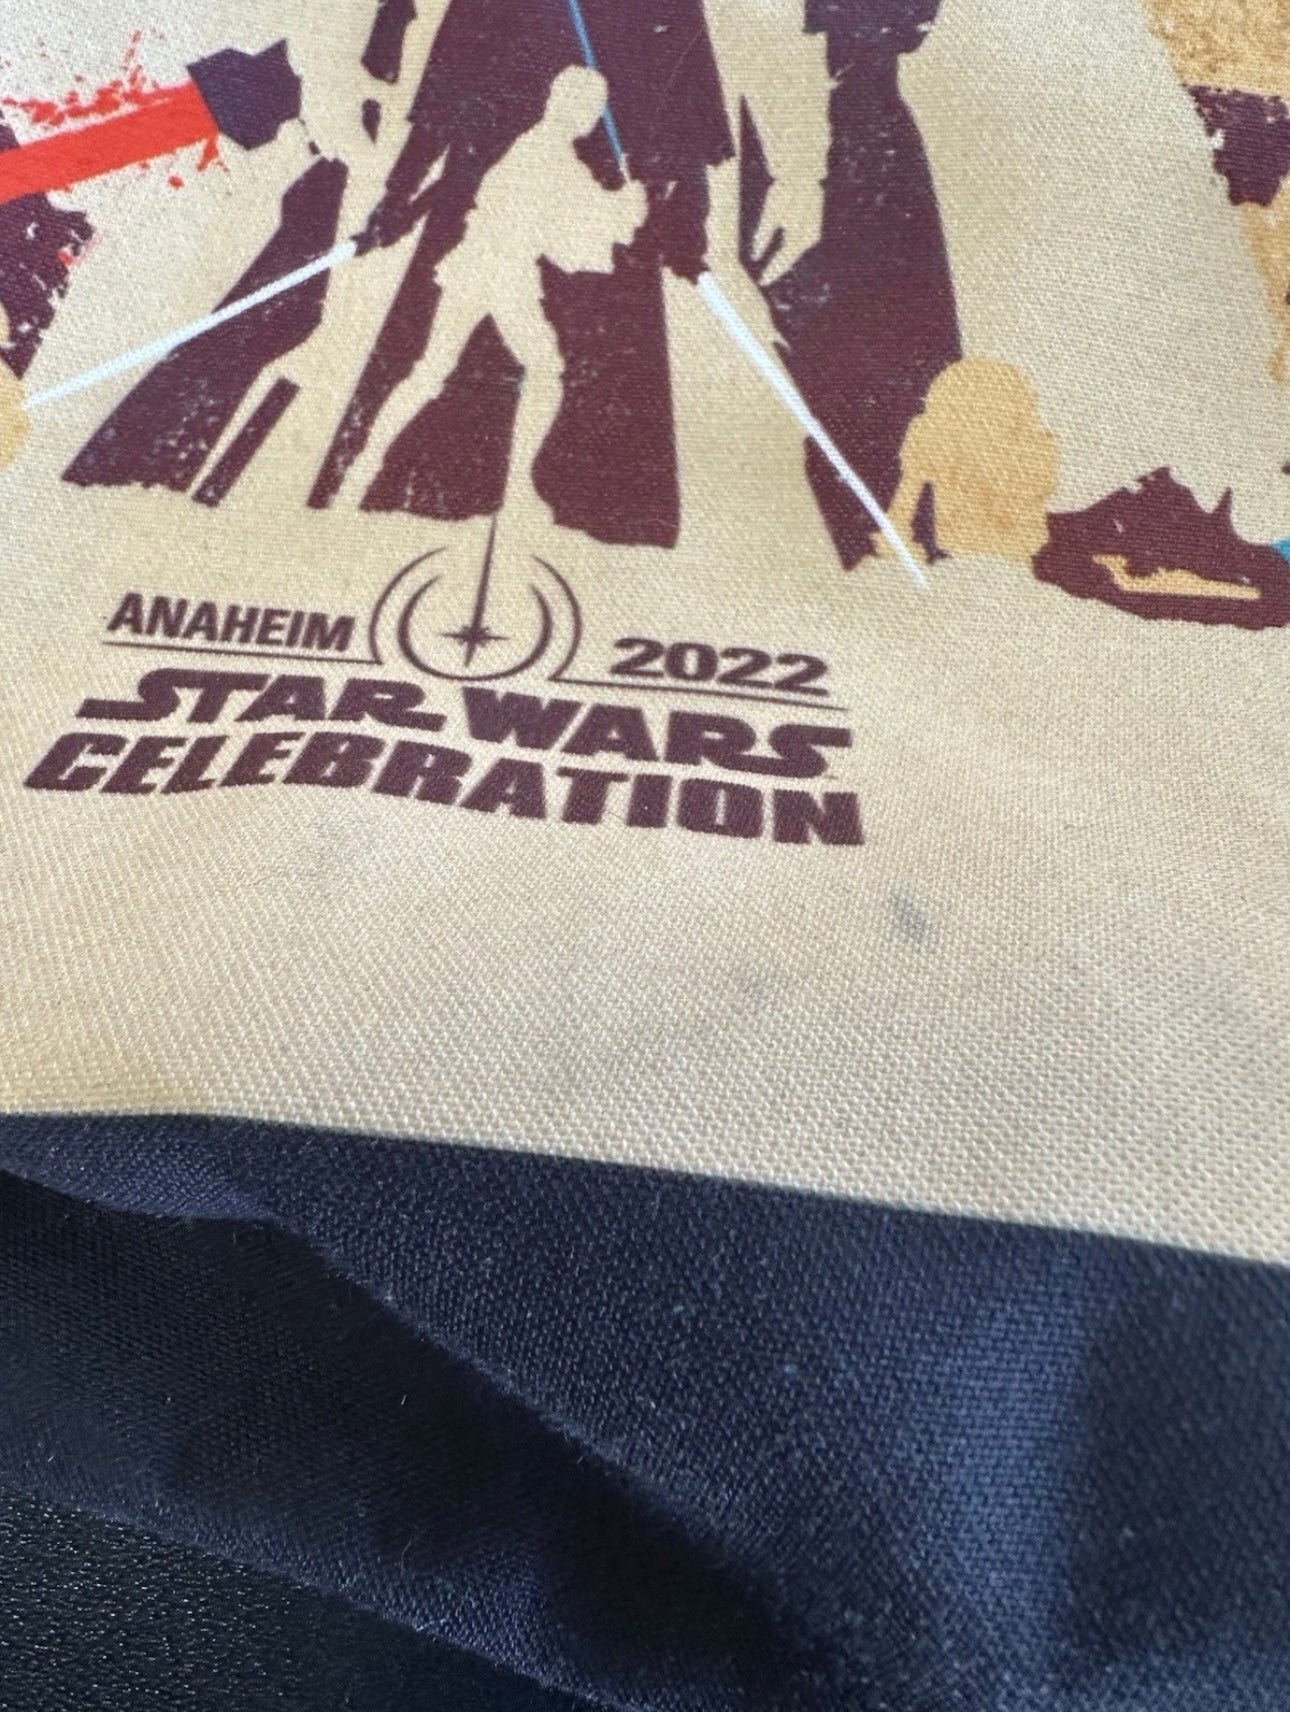 ANAHEIM 2022
STAR WARS
CELEBRATION